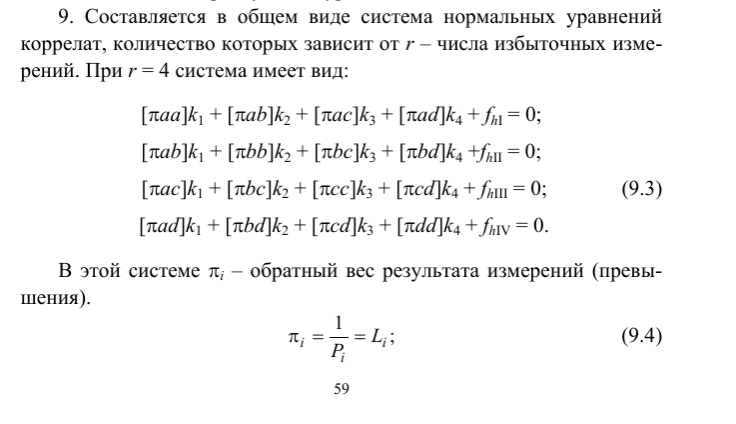 9. Составляется в общем виде система нормальных уравнений
коррелат, количество которых зависит от r – числа избыточных изме-
рений. При r = 4 система имеет вид:
[πaa]k₁ + [πab]k₂ + [πac]k₃ + [πad]k₄ + fhI = 0;
[πab]k₁ + [πbb]k₂ + [πbc]k₃ + [πbd]k₄ +fhII = 0;
[πac]k₁ + [πbc]k₂ + [πcc]k₃ + [πcd]k₄ + fhIII = 0; (9.3)
[πad]k₁ + [πbd]k₂ + [πcd]k₃ + [πdd]k₄ + fhIV = 0.
В этой системе πi – обратный вес результата измерений (превы-
шения).
πi = 1/Pi = Li; (9.4)
59